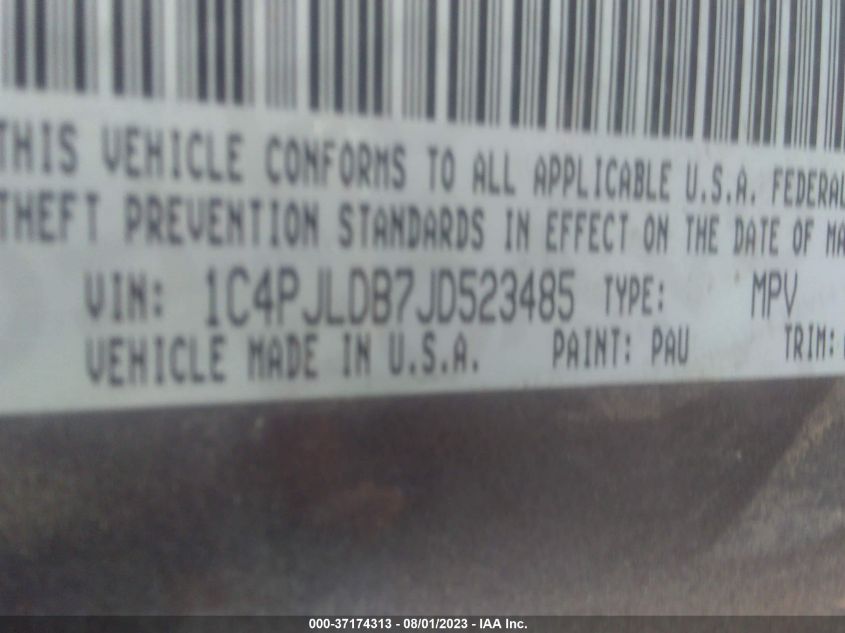 THIS VEHICLE CONFORMS TO ALL APPLICABLE U.S.A. FEDERAL
THEFT PREVENTION STANDARDS IN EFFECT ON THE DATE OF MA
VIN: 1C4PJLDB7JD523485 TYPE: MPV
VEHICLE MADE IN U.S.A. PAINT: PAU TRIM:
000-37174313 - 08/01/2023 - IAA Inc.